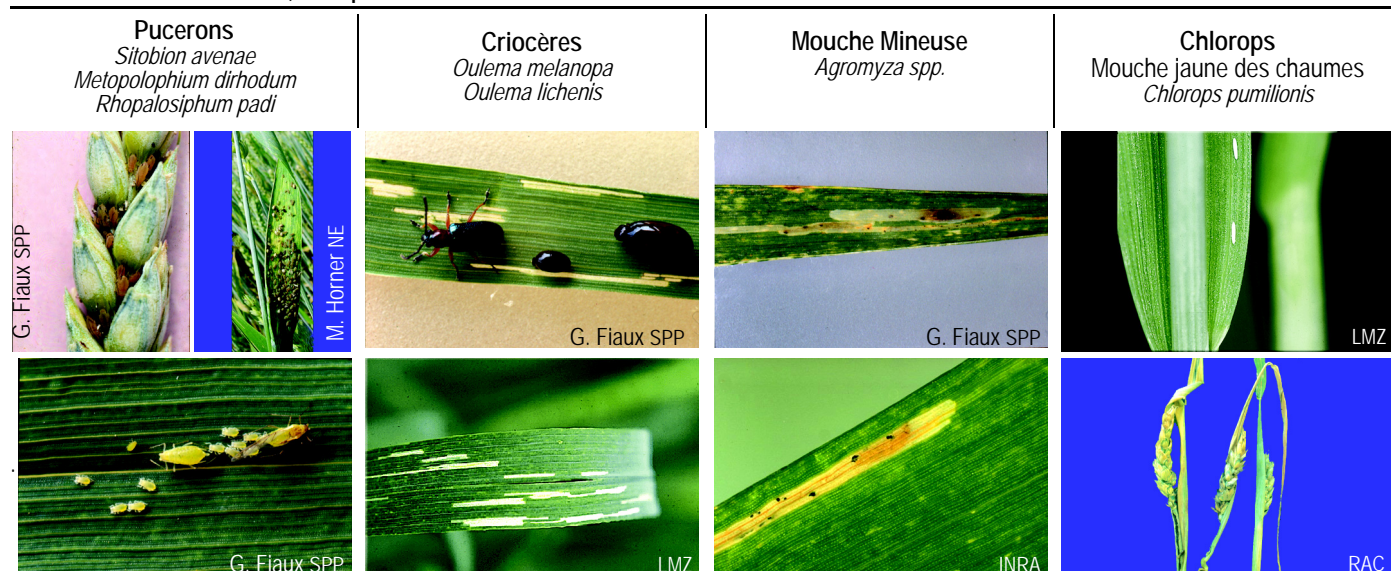 Pucerons
Sitobion avenae
Metopolophium dirhodum
Rhopalosiphum padi
Criocères
Oulema melanopa
Oulema lichenis
Mouche Mineuse
Agromyza spp.
Chlorops
Mouche jaune des chaumes
Chlorops pumilionis
G. Fiaux SPP
M. Horner NE
G. Fiaux SPP
G. Fiaux SPP
LMZ
G. Fiaux SPP
LMZ
INRA
RAC